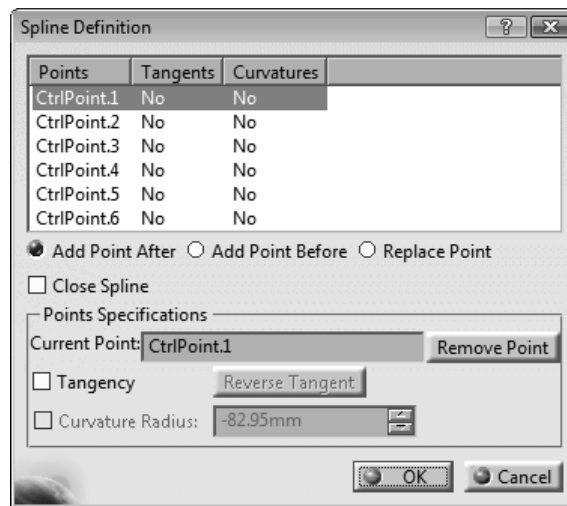 Spline Definition
Points Tangents Curvatures
CtrlPoint.1 No No
CtrlPoint.2 No No
CtrlPoint.3 No No
CtrlPoint.4 No No
CtrlPoint.5 No No
CtrlPoint.6 No No
Add Point After Add Point Before Replace Point
Close Spline
Points Specifications
Current Point: CtrlPoint.1 Remove Point
Tangency Reverse Tangent
Curvature Radius: -82.95mm
OK Cancel